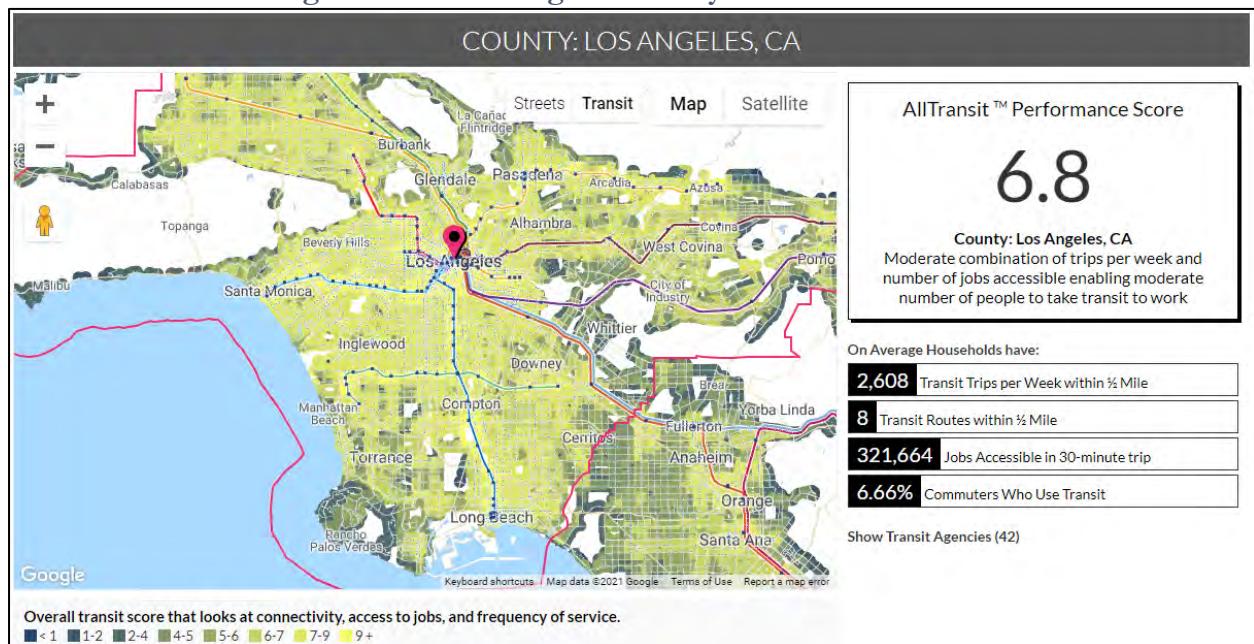 COUNTY: LOS ANGELES, CA
Streets Transit Map Satellite
La Cañad
Flintridge
Burbank
Glendale
Pasadena
Arcadia
Azusa
Calabasas
Topanga
Beverly Hills
Alhambra
Covina
West Covina
Los Angeles
Pomo
Malibu
Santa Monica
City of
Industry
Whittier
Inglewood
Downey
Brea
Manhattan
Beach
Compton
Yorba Linda
Fullerton
Cerritos
Anaheim
Torrance
Orange
Long Beach
Rancho
Palos Verdes
Santa Ana
Google
Keyboard shortcuts Map data ©2021 Google Terms of Use Report a map error
Overall transit score that looks at connectivity, access to jobs, and frequency of service.
< 1 1-2 2-4 4-5 5-6 6-7 7-9 9 +
AllTransit ™ Performance Score
6.8
County: Los Angeles, CA
Moderate combination of trips per week and
number of jobs accessible enabling moderate
number of people to take transit to work
On Average Households have:
2,608 Transit Trips per Week within ½ Mile
8 Transit Routes within ½ Mile
321,664 Jobs Accessible in 30-minute trip
6.66% Commuters Who Use Transit
Show Transit Agencies (42)